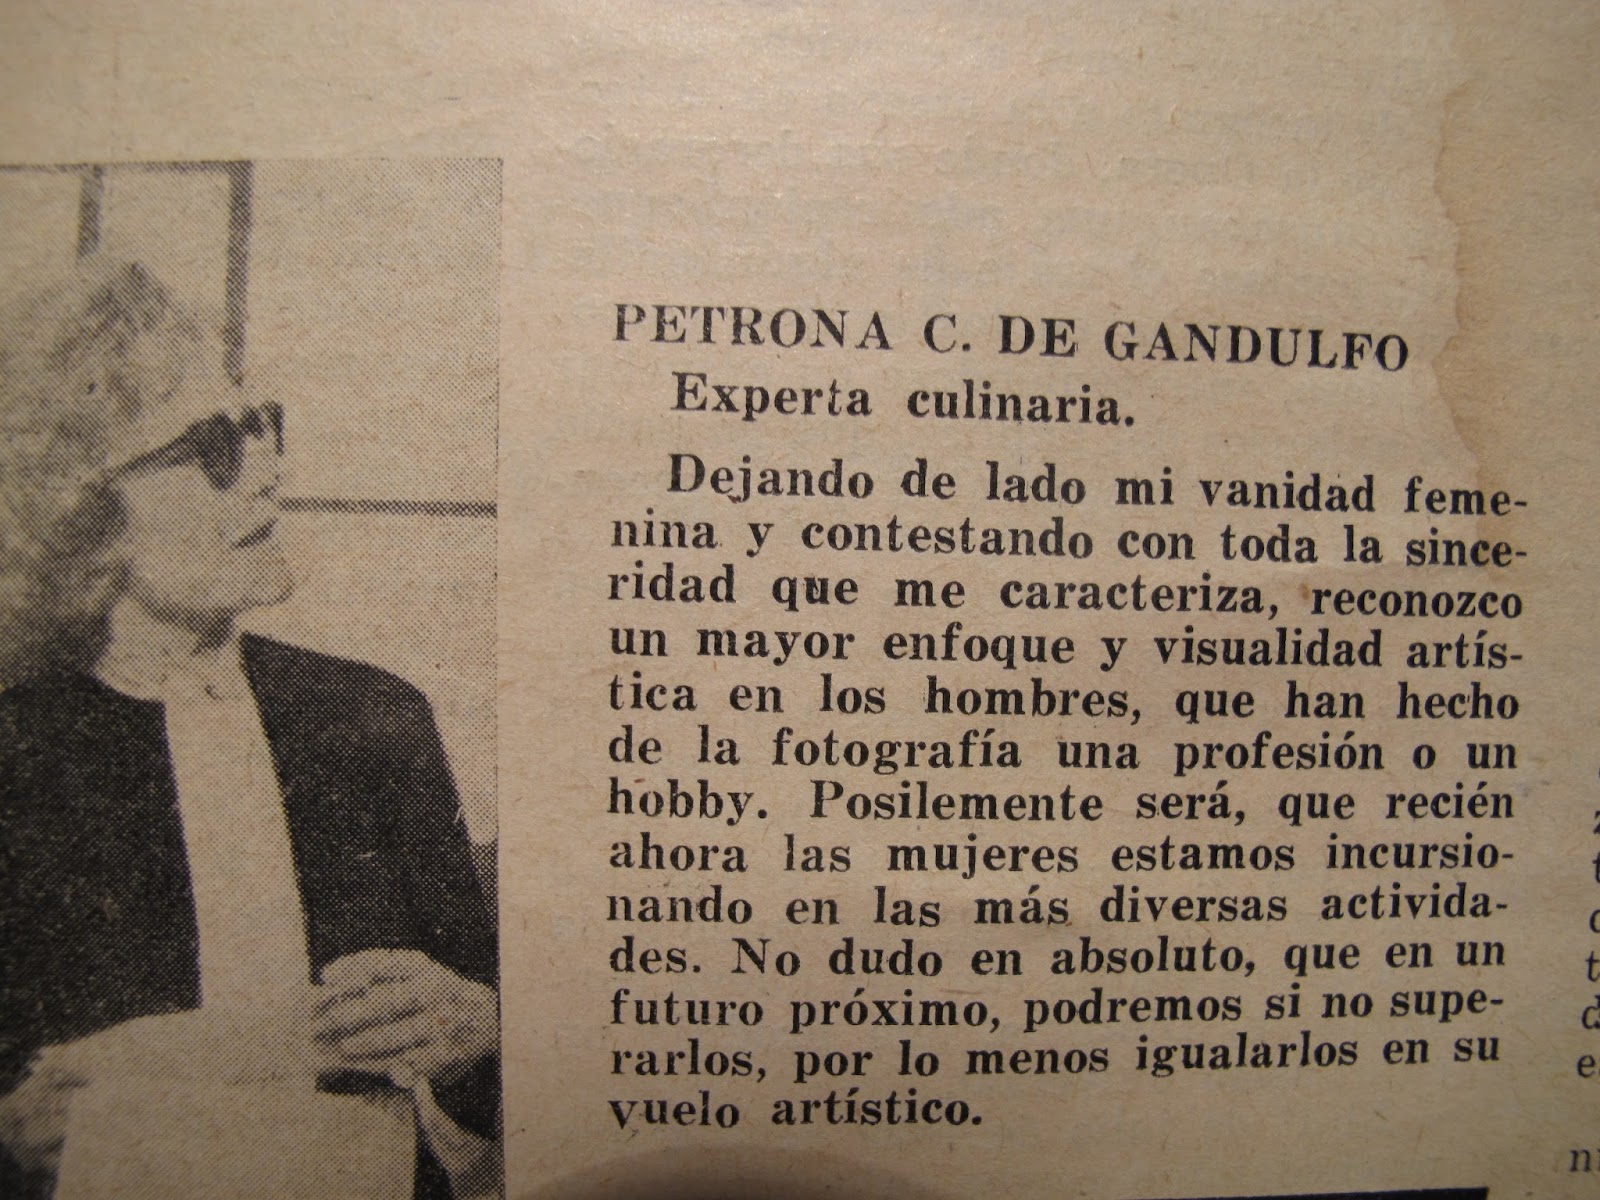 PETRONA C. DE GANDULFO
Experta culinaria.
Dejando de lado mi vanidad feme-
nina y contestando con toda la since-
ridad que me caracteriza, reconozco
un mayor enfoque y visualidad artís-
tica en los hombres, que han hecho
de la fotografía una profesión o un
hobby. Posilemente será, que recién
ahora las mujeres estamos incursio-
nando en las más diversas activida-
des. No dudo en absoluto, que en un
futuro próximo, podremos si no supe-
rarlos, por lo menos igualarlos en su
vuelo artístico.